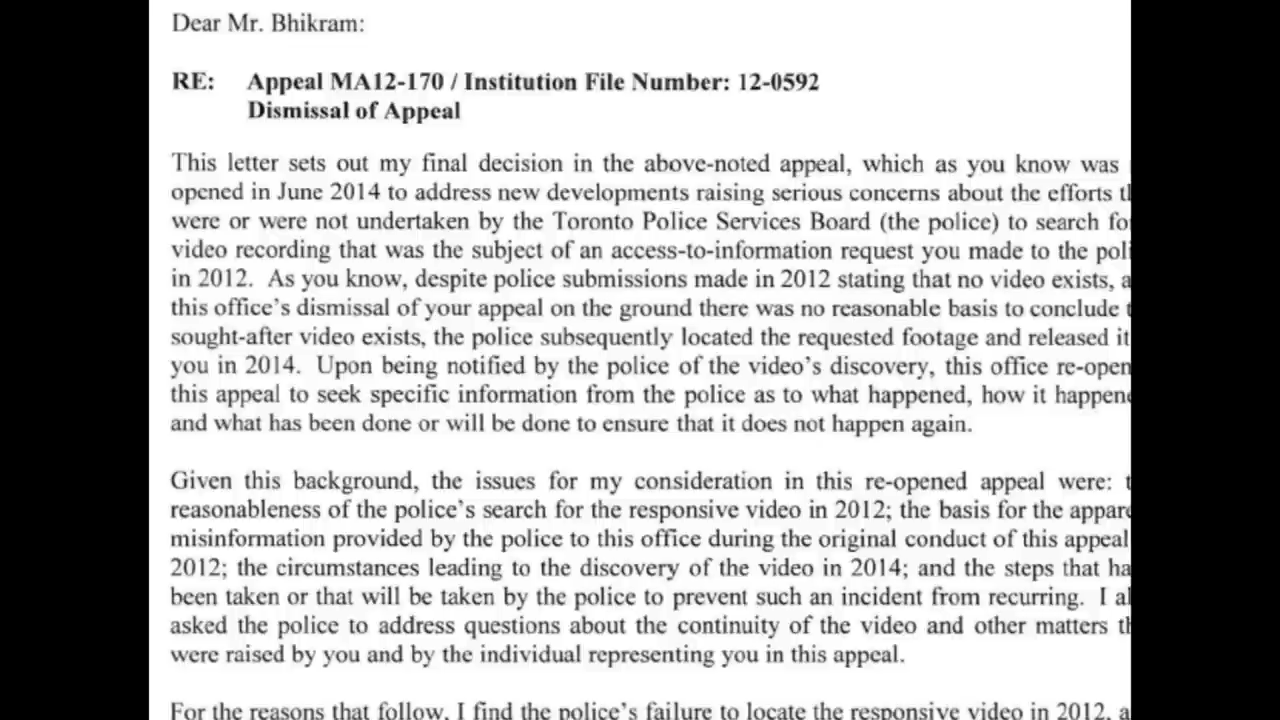 Dear Mr. Bhikram:
RE: Appeal MA12-170 / Institution File Number: 12-0592
Dismissal of Appeal
This letter sets out my final decision in the above-noted appeal, which as you know was
opened in June 2014 to address new developments raising serious concerns about the efforts
were or were not undertaken by the Toronto Police Services Board (the police) to search
video recording that was the subject of an access-to-information request you made to the
in 2012. As you know, despite police submissions made in 2012 stating that no video exists,
this office's dismissal of your appeal on the ground there was no reasonable basis to conclude
sought-after video exists, the police subsequently located the requested footage and released it
you in 2014. Upon being notified by the police of the video's discovery, this office
this appeal to seek specific information from the police as to what happened, how it
and what has been done or will be done to ensure that it does not happen again.
Given this background, the issues for my consideration in this re-opened appeal were:
reasonableness of the police's search for the responsive video in 2012; the basis for the
misinformation provided by the police to this office during the original conduct of this appeal
2012; the circumstances leading to the discovery of the video in 2014; and the steps that
been taken or that will be taken by the police to prevent such an incident from recurring. I
asked the police to address questions about the continuity of the video and other matters
were raised by you and by the individual representing you in this appeal.
For the reasons that follow, I find the police's failure to locate the responsive video in 2012,